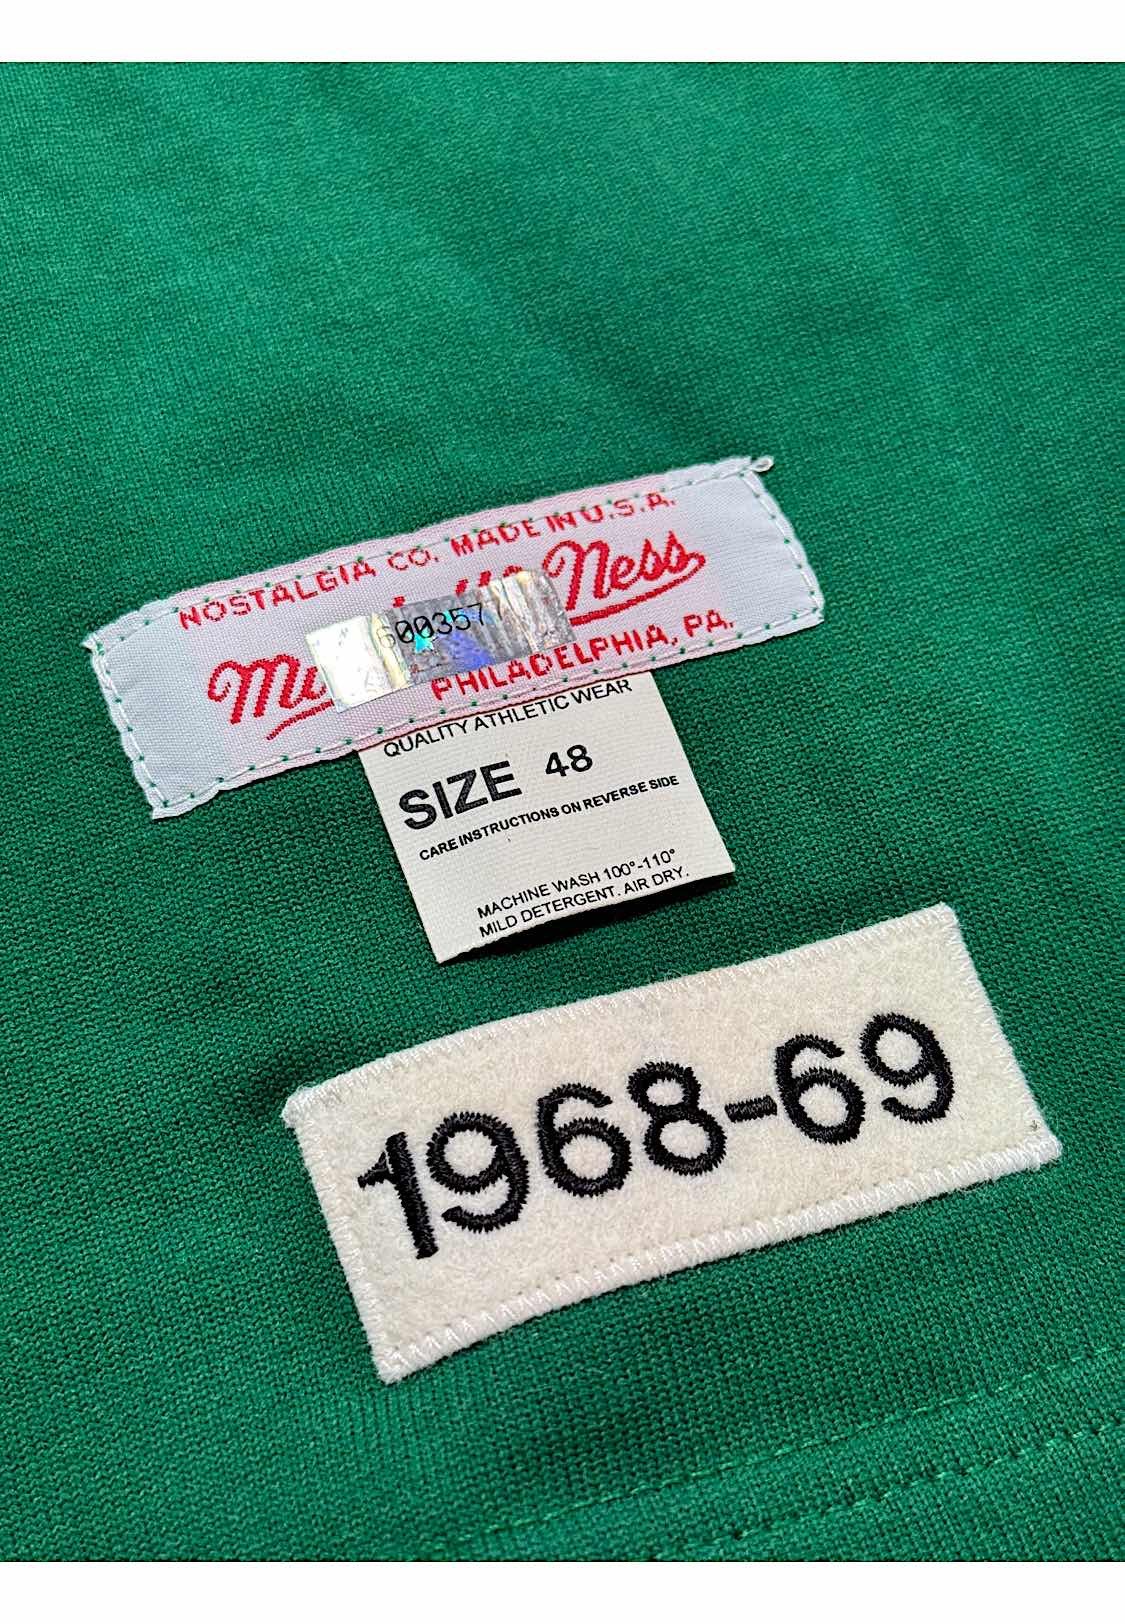 NOSTALGIA CO. MADE IN U.S.A.
Ness
600357
PHILADELPHIA, PA.
QUALITY ATHLETIC WEAR
SIZE 48
CARE INSTRUCTIONS ON REVERSE SIDE
MACHINE WASH 100°-110°
MILD DETERGENT. AIR DRY.
1968-69